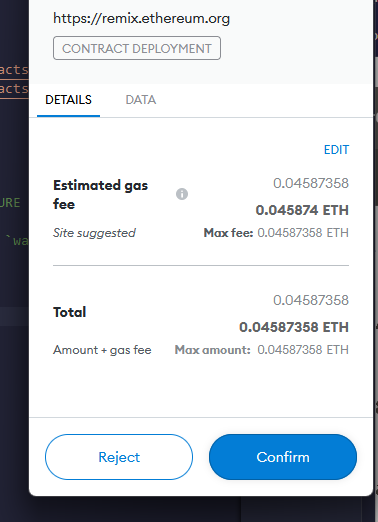 https://remix.ethereum.org
CONTRACT DEPLOYMENT
acts
acts
DETAILS DATA
EDIT
Estimated gas fee
0.04587358
0.045874 ETH
Site suggested
Max fee: 0.04587358 ETH
URE
`wa
0.04587358
Total
0.04587358 ETH
Amount + gas fee Max amount: 0.04587358 ETH
Reject Confirm